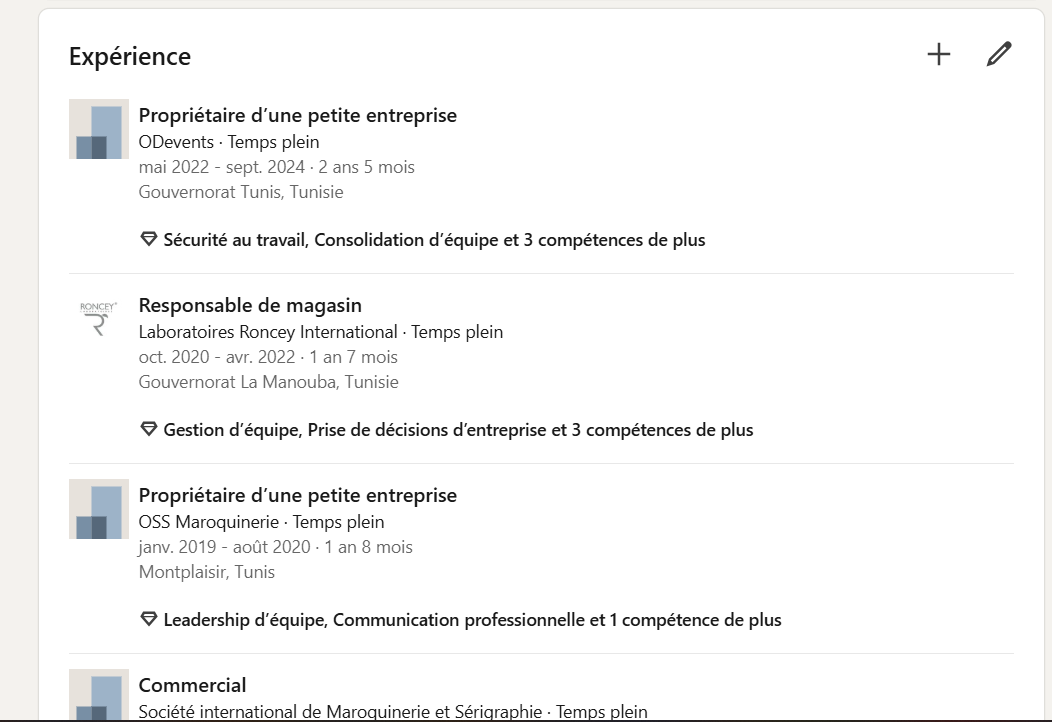 Expérience
Propriétaire d’une petite entreprise
ODevents · Temps plein
mai 2022 - sept. 2024 · 2 ans 5 mois
Gouvernorat Tunis, Tunisie
Sécurité au travail, Consolidation d’équipe et 3 compétences de plus
RONCEY
Responsable de magasin
Laboratoires Roncey International · Temps plein
oct. 2020 - avr. 2022 · 1 an 7 mois
Gouvernorat La Manouba, Tunisie
Gestion d’équipe, Prise de décisions d’entreprise et 3 compétences de plus
Propriétaire d’une petite entreprise
OSS Maroquinerie · Temps plein
janv. 2019 - août 2020 · 1 an 8 mois
Montplaisir, Tunis
Leadership d’équipe, Communication professionnelle et 1 compétence de plus
Commercial
Société international de Maroquinerie et Sérigraphie · Temps plein